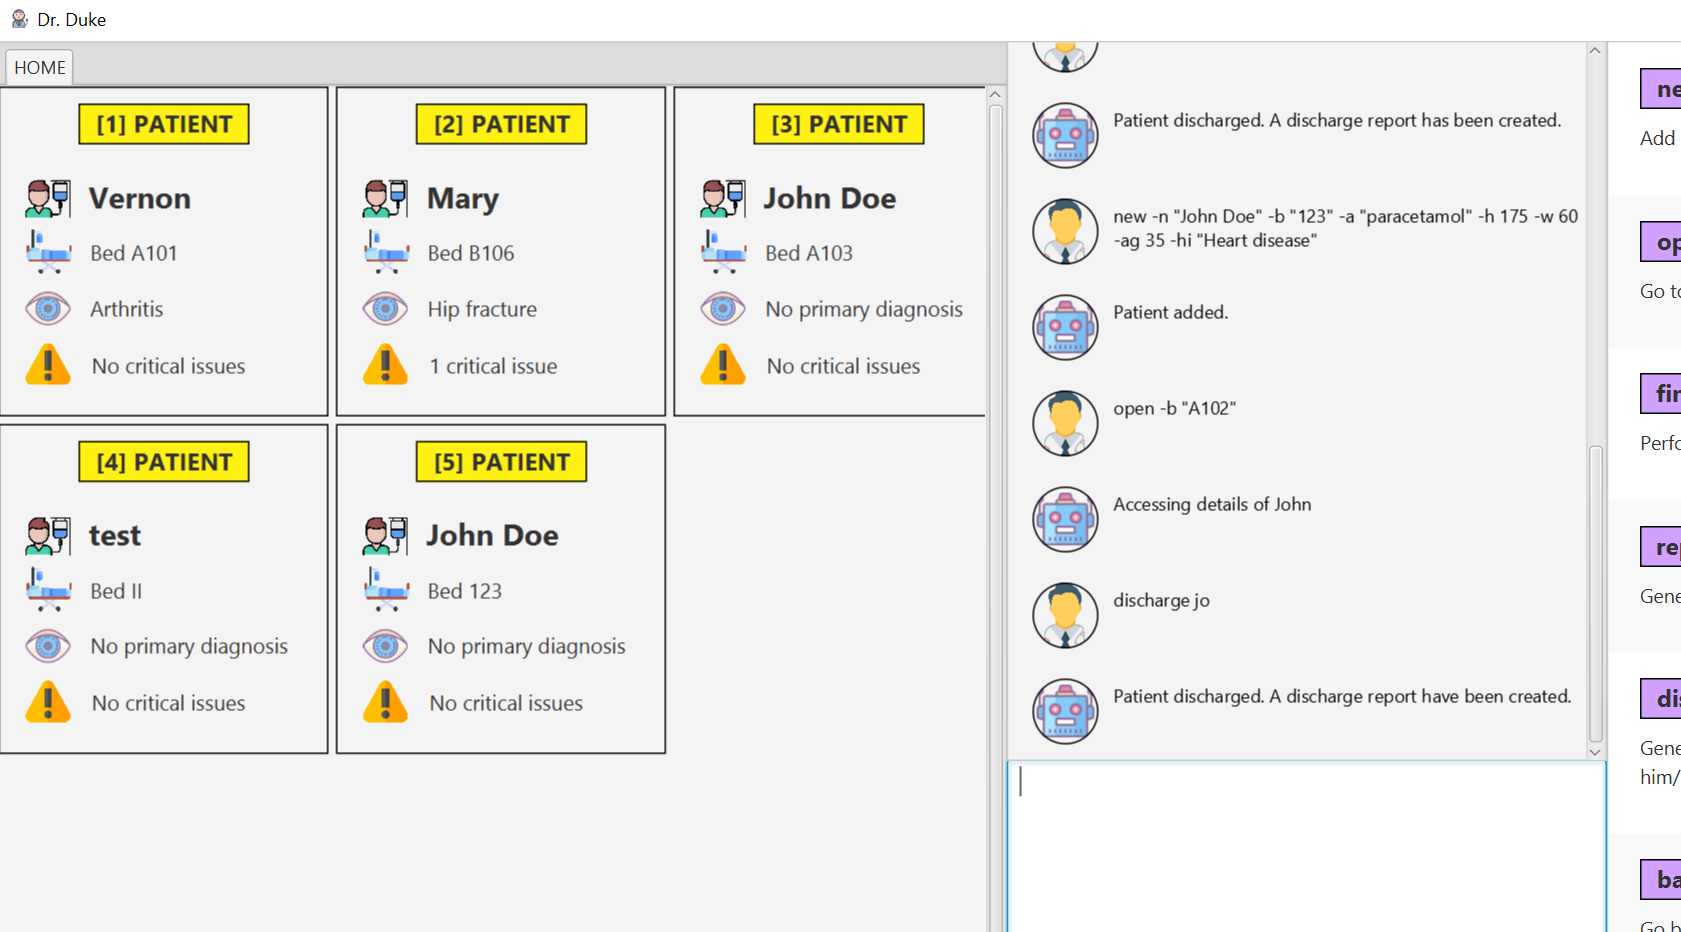 Dr. Duke
HOME
[1] PATIENT
Vernon
Bed A101
Arthritis
No critical issues
[2] PATIENT
Mary
Bed B106
Hip fracture
1 critical issue
[3] PATIENT
John Doe
Bed A103
No primary diagnosis
No critical issues
[4] PATIENT
test
Bed II
No primary diagnosis
No critical issues
[5] PATIENT
John Doe
Bed 123
No primary diagnosis
No critical issues
Patient discharged. A discharge report has been created.
new -n "John Doe" -b "123" -a "paracetamol" -h 175 -w 60
-ag 35 -hi "Heart disease"
Patient added.
open -b "A102"
Accessing details of John
discharge jo
Patient discharged. A discharge report have been created.
ne
Add
op
Go to
fin
Perfo
rep
Gene
dis
Gene
him/
ba
Go b